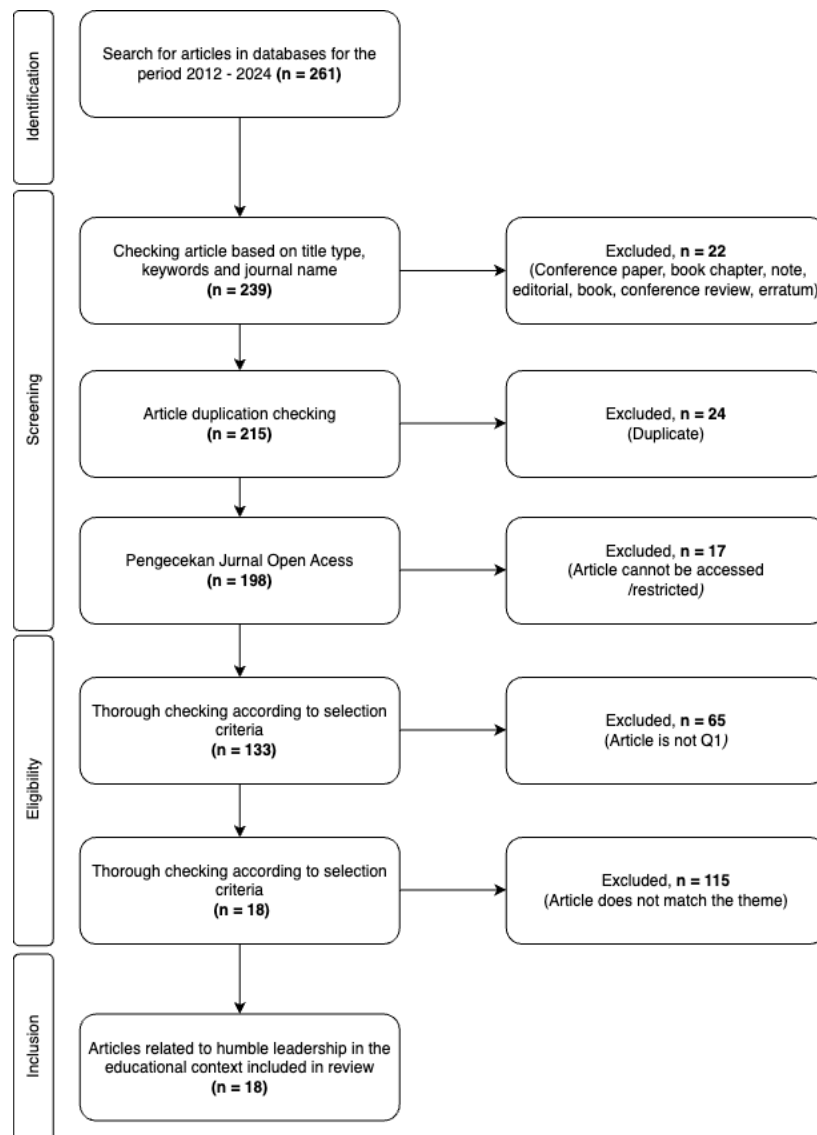 Identification
Search for articles in databases for the
period 2012 - 2024 (n = 261)
Screening
Checking article based on title type,
keywords and journal name
(n = 239)
Excluded, n = 22
(Conference paper, book chapter, note,
editorial, book, conference review, erratum)
Article duplication checking
(n = 215)
Excluded, n = 24
(Duplicate)
Pengecekan Jurnal Open Acess
(n = 198)
Excluded, n = 17
(Article cannot be accessed
/restricted)
Eligibility
Thorough checking according to selection
criteria
(n = 133)
Excluded, n = 65
(Article is not Q1)
Thorough checking according to selection
criteria
(n = 18)
Excluded, n = 115
(Article does not match the theme)
Inclusion
Articles related to humble leadership in the
educational context included in review
(n = 18)